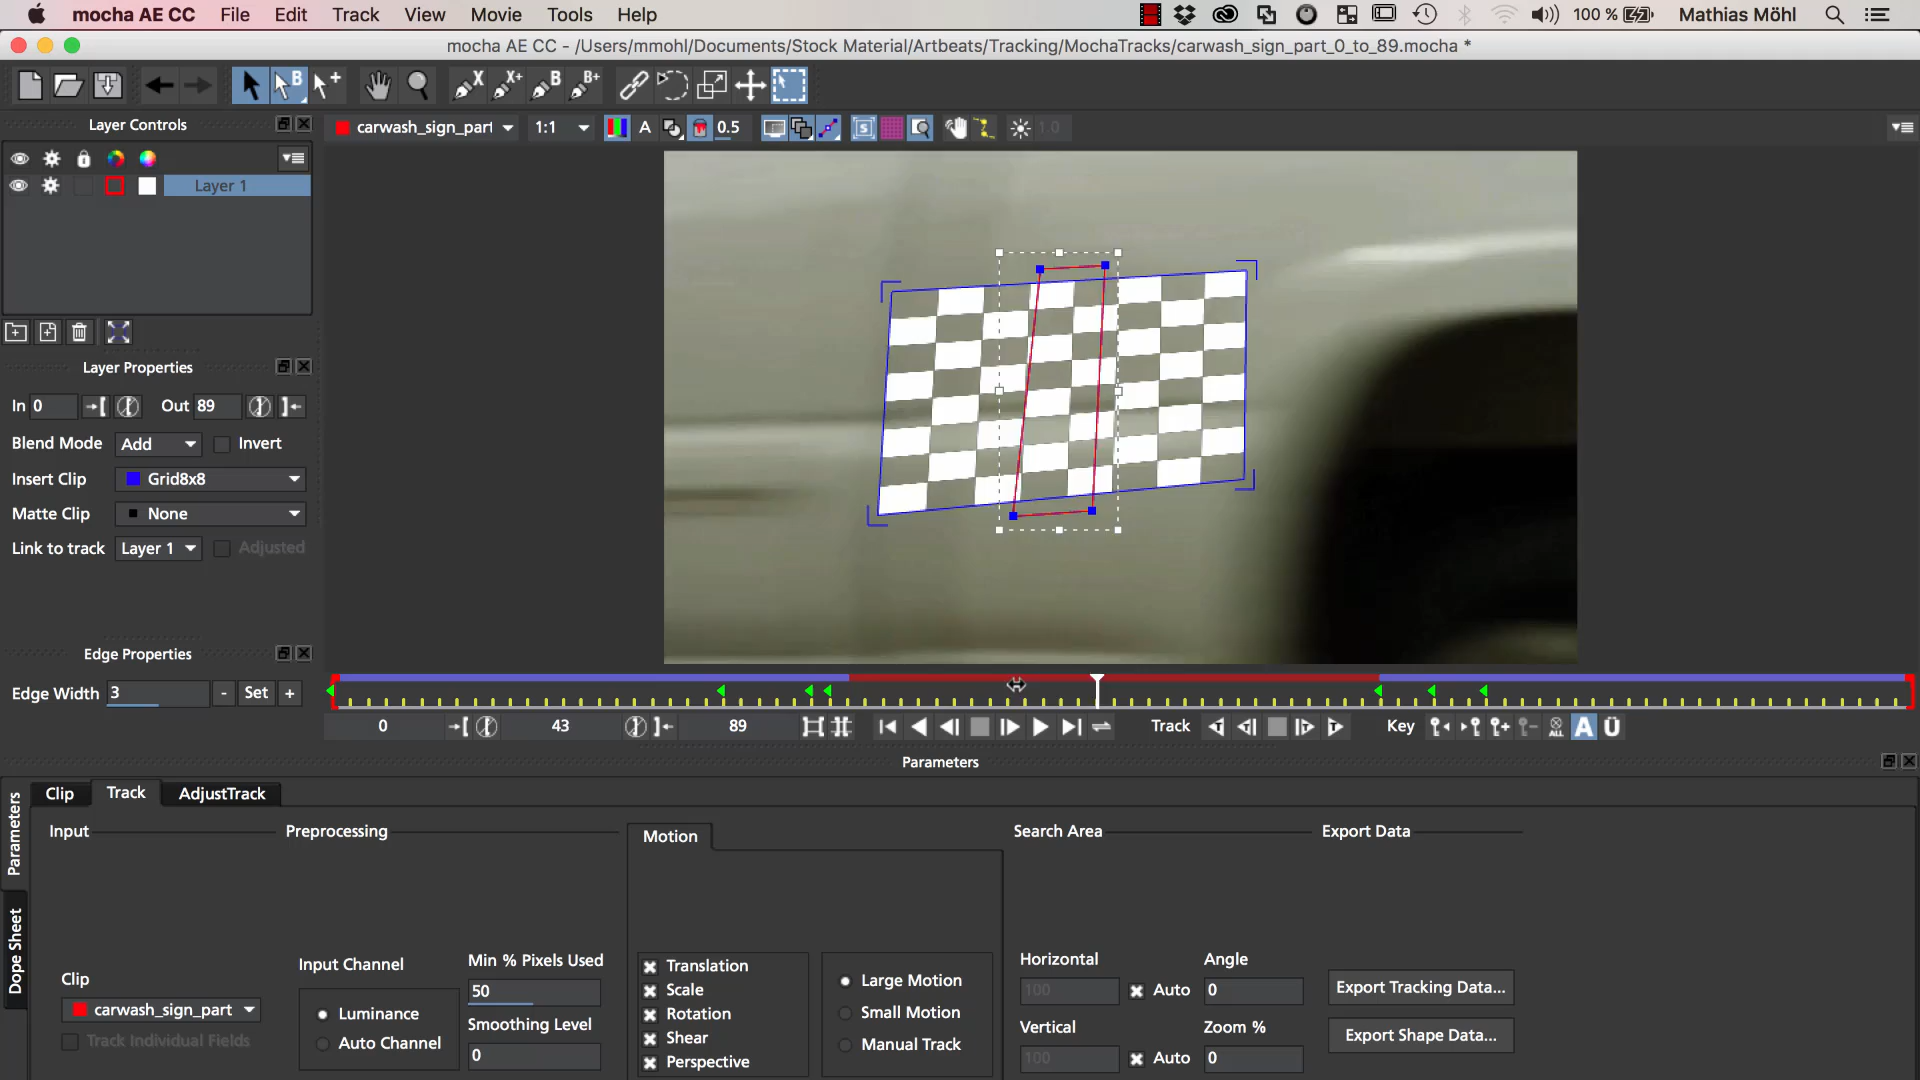 mocha AE CC File Edit Track View Movie Tools Help 100 % Mathias Möhl
mocha AE CC - /Users/mmohl/Documents/Stock Material/Artbeats/Tracking/MochaTracks/carwash_sign_part_0_to_89.mocha *
X X+ B B+
Layer Controls
carwash_sign_part 1:1 A 0.5 1.0
Layer 1
Layer Properties
In 0 Out 89
Blend Mode Add Invert
Insert Clip Grid8x8
Matte Clip None
Link to track Layer 1 Adjusted
Edge Properties
Edge Width 3 - Set +
0 43 89 Track Key ALL A Ü
Parameters
Parameters
Dope Sheet
Clip Track AdjustTrack
Input Preprocessing Motion Search Area Export Data
Clip
carwash_sign_part
Track Individual Fields
Input Channel
Luminance
Auto Channel
Min % Pixels Used
50
Smoothing Level
0
Translation
Scale
Rotation
Shear
Perspective
Large Motion
Small Motion
Manual Track
Horizontal Angle
100 Auto 0
Vertical Zoom %
100 Auto 0
Export Tracking Data...
Export Shape Data...